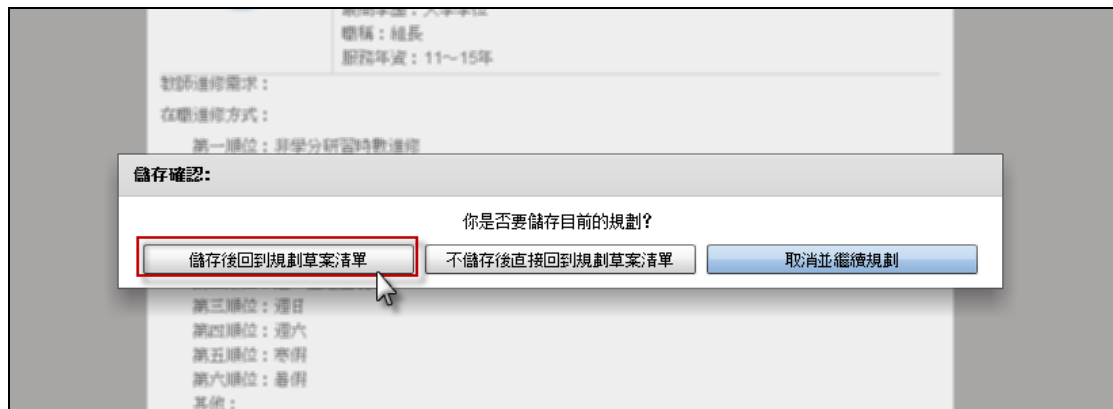 職稱：組長
服務年資：11～15年
教師進修需求：
在職進修方式：
第一順位：非學分研習時數進修
儲存確認:
你是否要儲存目前的規劃?
儲存後回到規劃草案清單
不儲存後直接回到規劃草案清單
取消並繼續規劃
第三順位：週日
第四順位：週六
第五順位：寒假
第六順位：暑假
其他：